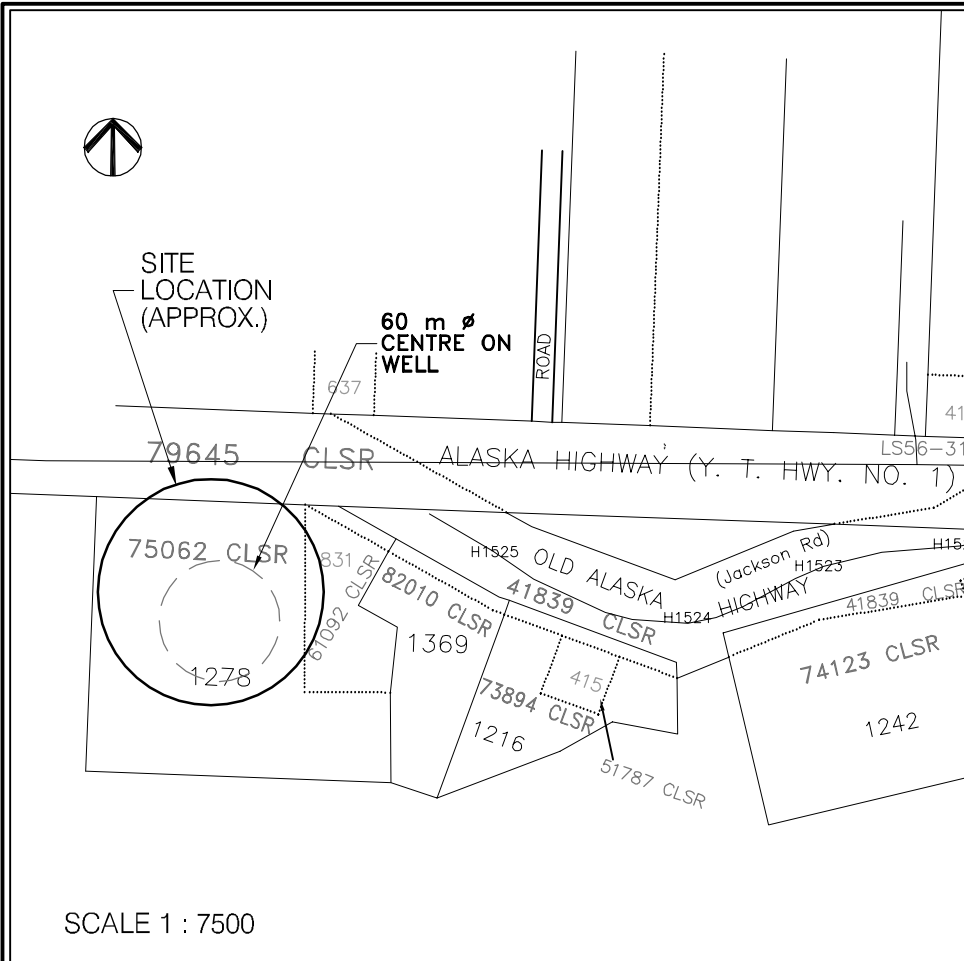 SITE
LOCATION
(APPROX.)
60 m ø
CENTRE ON
WELL
ROAD
637
41
79645 CLSR
ALASKA HIGHWAY (Y. T. HWY. NO. 1)
LS56-31
75062 CLSR
831
61092 CLSR
82010 CLSR
H1525
OLD ALASKA
HIGHWAY
(Jackson Rd)
H1523
H15
H1524
41839 CLSR
41839 CLSR
1369
1278
415
73894 CLSR
1216
51787 CLSR
74123 CLSR
1242
SCALE 1 : 7500